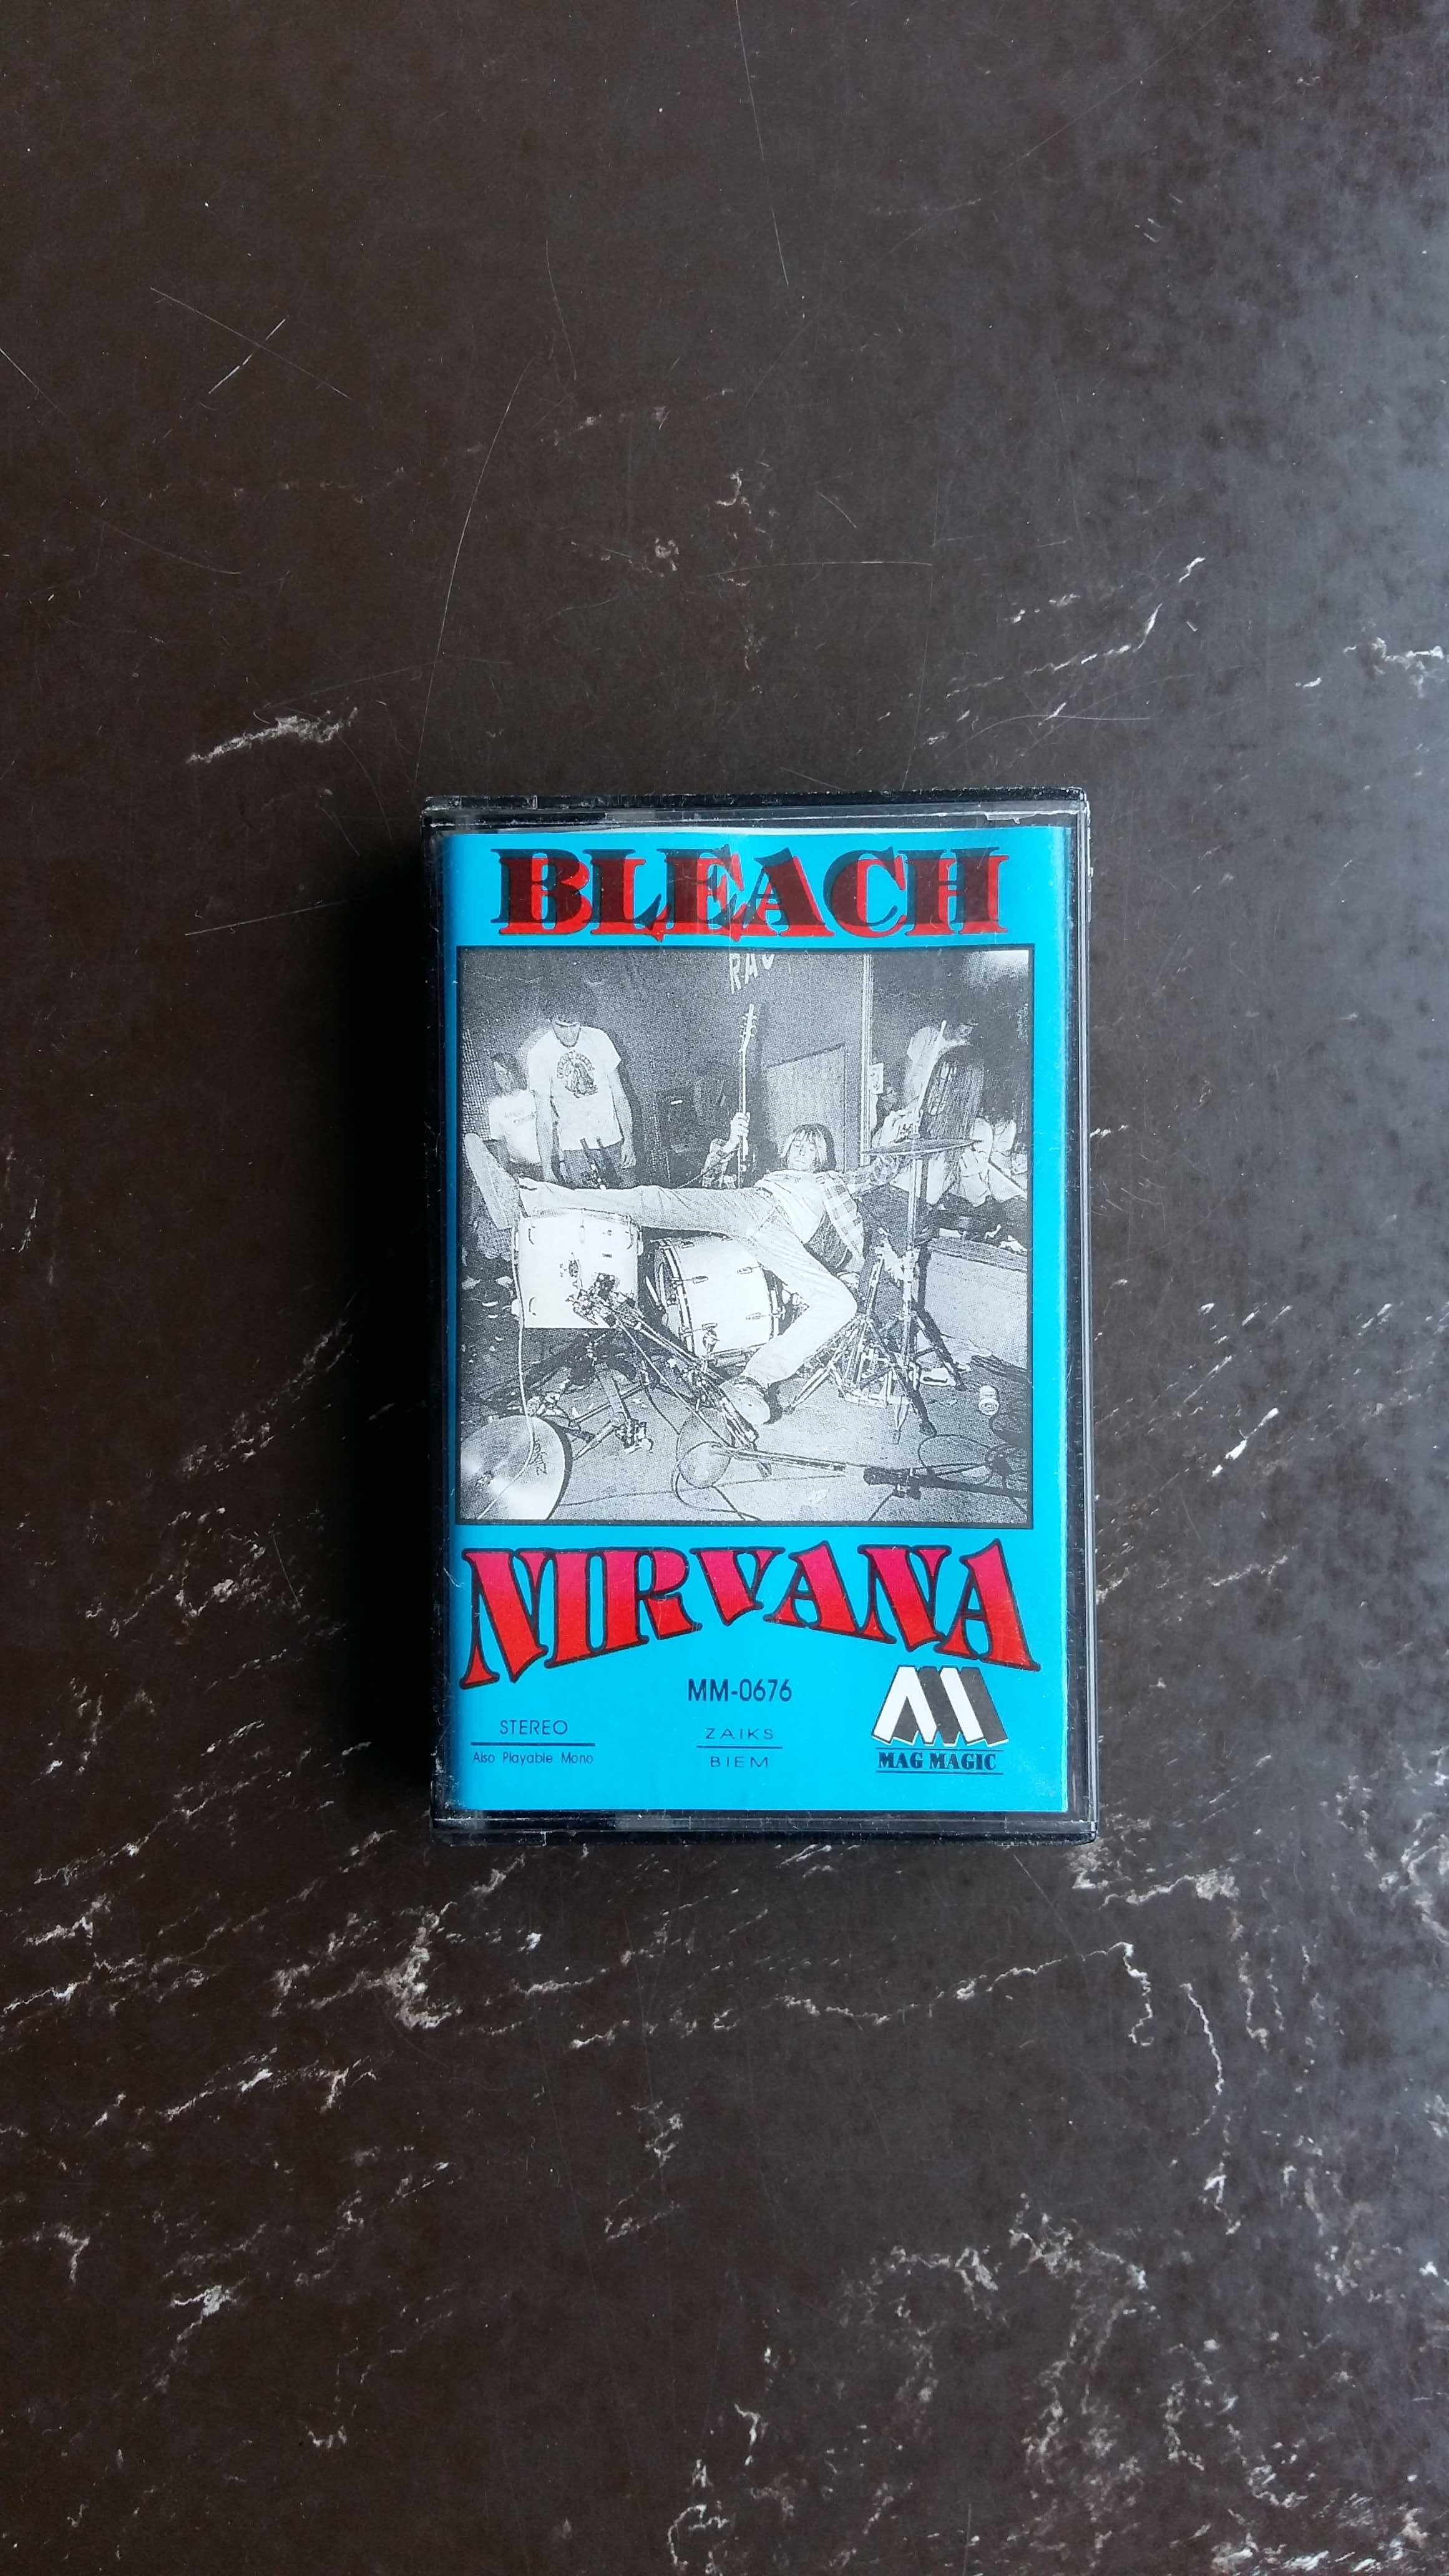 BLEACH
NIRVANA
MM-0676
STEREO
Also Playable Mono
ZAIKS
BIEM
MAG MAGIC